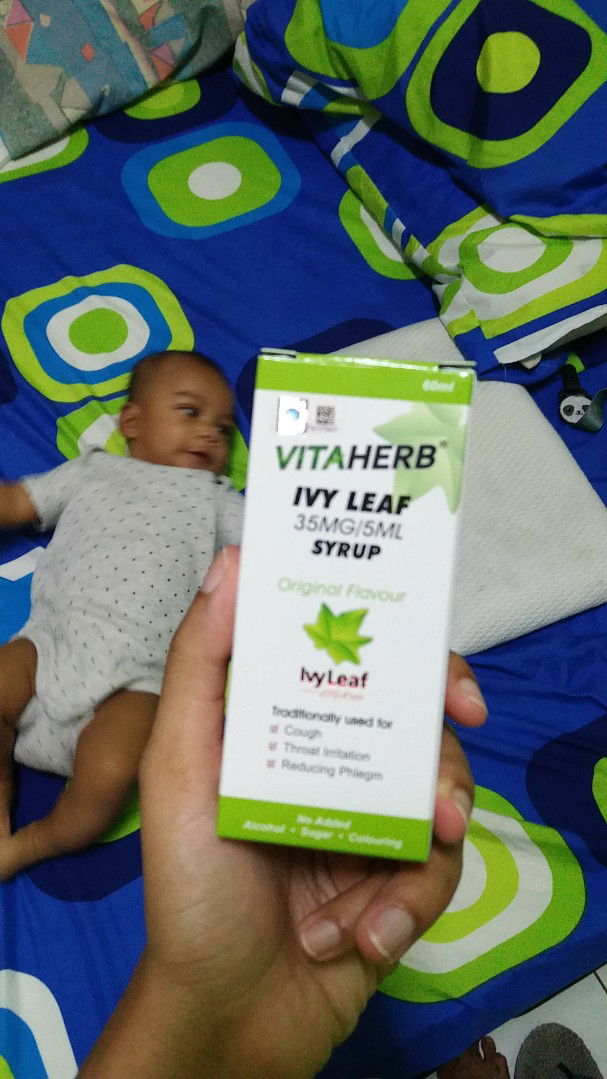 60ml
VITAHERB®
IVY LEAF
35MG/5ML
SYRUP
Original Flavour
IvyLeaf
Traditionally used for
Cough
Throat Irritation
Reducing Phlegm
No Added
Alcohol • Sugar • Colouring